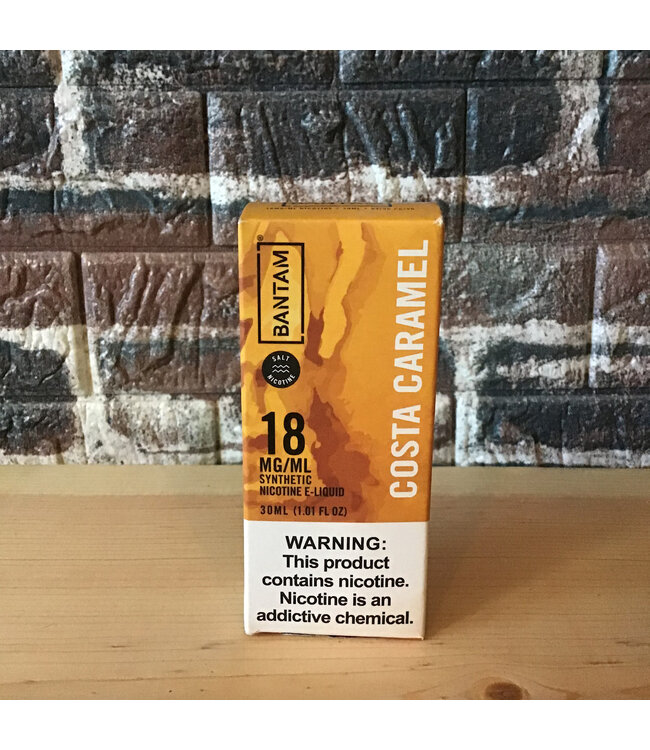 BANTAM®
SALT
NICOTINE
18
MG/ML
SYNTHETIC
NICOTINE E-LIQUID
30ML (1.01 FL OZ)
COSTA CARAMEL
WARNING:
This product
contains nicotine.
Nicotine is an
addictive chemical.